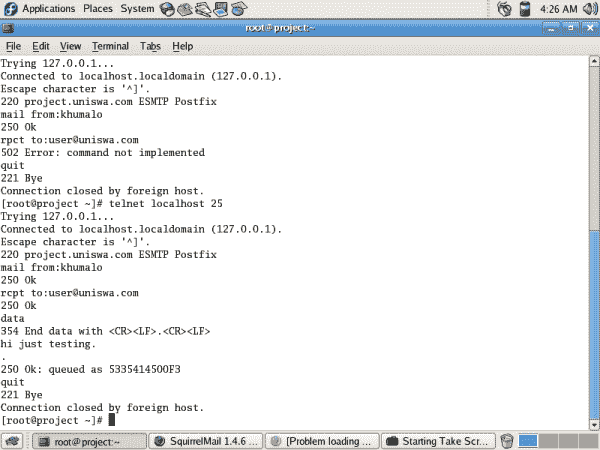 Applications Places System 4:26 AM
root@project:~
File Edit View Terminal Tabs Help
Trying 127.0.0.1...
Connected to localhost.localdomain (127.0.0.1).
Escape character is '^]'.
220 project.uniswa.com ESMTP Postfix
mail from:khumalo
250 Ok
rpct to:user@uniswa.com
502 Error: command not implemented
quit
221 Bye
Connection closed by foreign host.
[root@project ~]# telnet localhost 25
Trying 127.0.0.1...
Connected to localhost.localdomain (127.0.0.1).
Escape character is '^]'.
220 project.uniswa.com ESMTP Postfix
mail from:khumalo
250 Ok
rcpt to:user@uniswa.com
250 Ok
data
354 End data with <CR><LF>.<CR><LF>
hi just testing.
.
250 Ok: queued as 5335414500F3
quit
221 Bye
Connection closed by foreign host.
[root@project ~]#
root@project:~ SquirrelMail 1.4.6 [Problem loading ... Starting Take Scr...